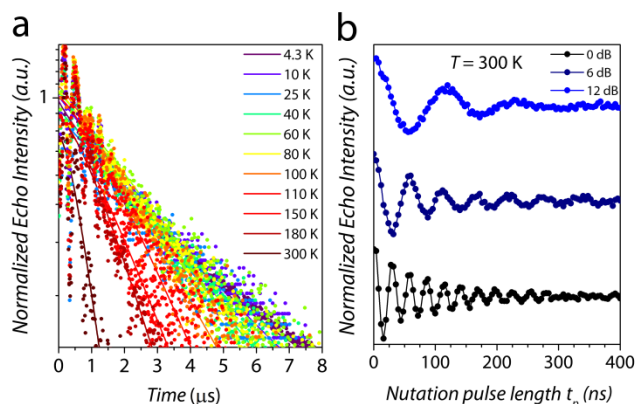 a
Normalized Echo Intensity (a.u.)
1
4.3 K
10 K
25 K
40 K
60 K
80 K
100 K
110 K
150 K
180 K
300 K
0 1 2 3 4 5 6 7 8
Time (μs)
b
Normalized Echo Intensity (a.u.)
T = 300 K
0 dB
6 dB
12 dB
0 100 200 300 400
Nutation pulse length tp (ns)